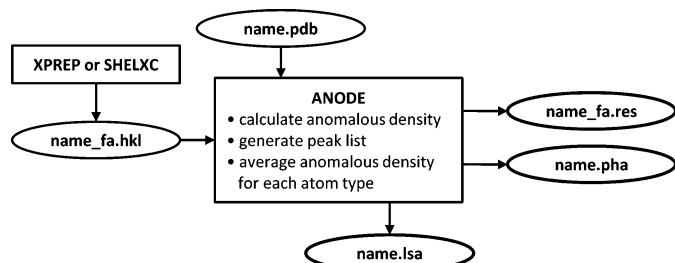 name.pdb
XPREP or SHELXC
ANODE
• calculate anomalous density
• generate peak list
• average anomalous density
for each atom type
name_fa.hkl
name_fa.res
name.pha
name.lsa